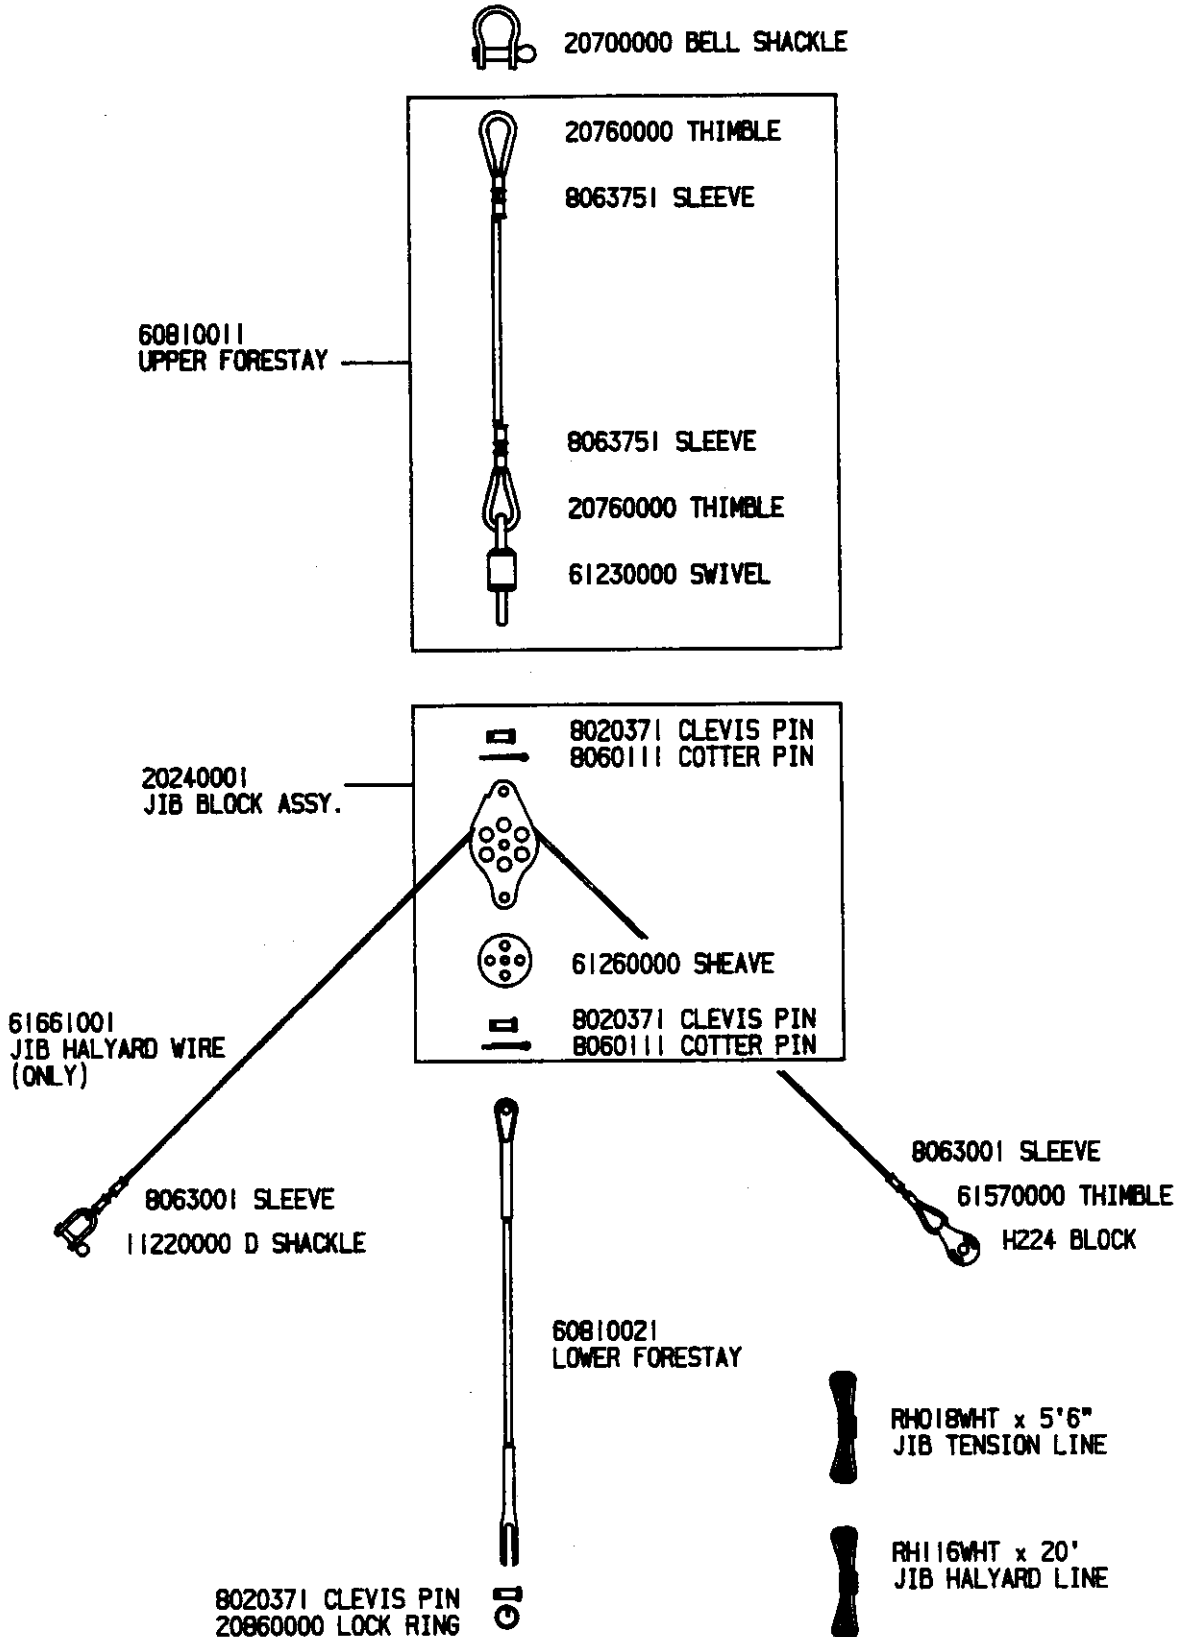 20700000 BELL SHACKLE
20760000 THIMBLE
8063751 SLEEVE
60810011
UPPER FORESTAY
8063751 SLEEVE
20760000 THIMBLE
61230000 SWIVEL
8020371 CLEVIS PIN
8060111 COTTER PIN
20240001
JIB BLOCK ASSY.
61260000 SHEAVE
8020371 CLEVIS PIN
8060111 COTTER PIN
61661001
JIB HALYARD WIRE
(ONLY)
8063001 SLEEVE
11220000 D SHACKLE
8063001 SLEEVE
61570000 THIMBLE
H224 BLOCK
60810021
LOWER FORESTAY
RH018WHT x 5'6"
JIB TENSION LINE
RH116WHT x 20'
JIB HALYARD LINE
8020371 CLEVIS PIN
20860000 LOCK RING